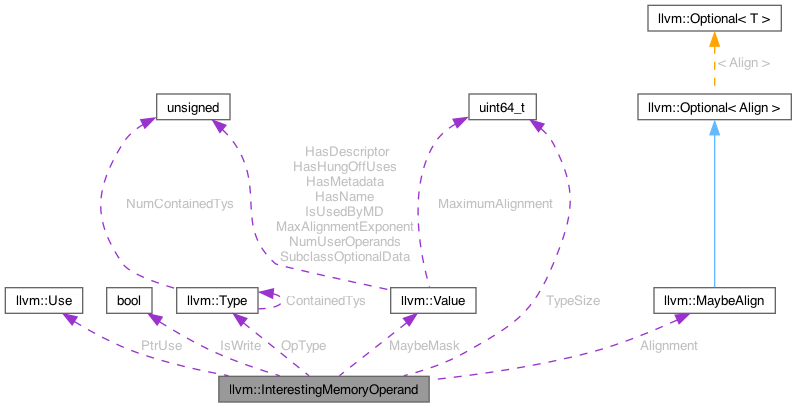 llvm::Optional< T >
< Align >
unsigned
uint64_t
llvm::Optional< Align >
HasDescriptor
HasHungOffUses
HasMetadata
HasName
IsUsedByMD
MaxAlignmentExponent
NumUserOperands
SubclassOptionalData
NumContainedTys
MaximumAlignment
llvm::Use
bool
llvm::Type
ContainedTys
llvm::Value
TypeSize
llvm::MaybeAlign
PtrUse
IsWrite
OpType
MaybeMask
Alignment
llvm::InterestingMemoryOperand